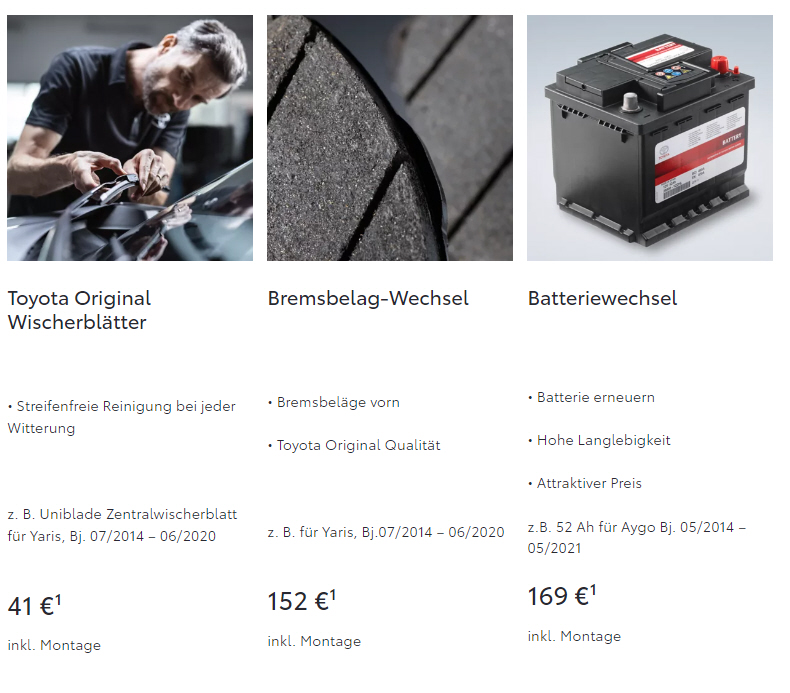 Toyota Original
Wischerblätter
• Streifenfreie Reinigung bei jeder
Witterung
z. B. Uniblade Zentralwischerblatt
für Yaris, Bj. 07/2014 – 06/2020
41 €¹
inkl. Montage
Bremsbelag-Wechsel
• Bremsbeläge vorn
• Toyota Original Qualität
z. B. für Yaris, Bj.07/2014 – 06/2020
152 €¹
inkl. Montage
BATTERY
Batteriewechsel
• Batterie erneuern
• Hohe Langlebigkeit
• Attraktiver Preis
z.B. 52 Ah für Aygo Bj. 05/2014 –
05/2021
169 €¹
inkl. Montage